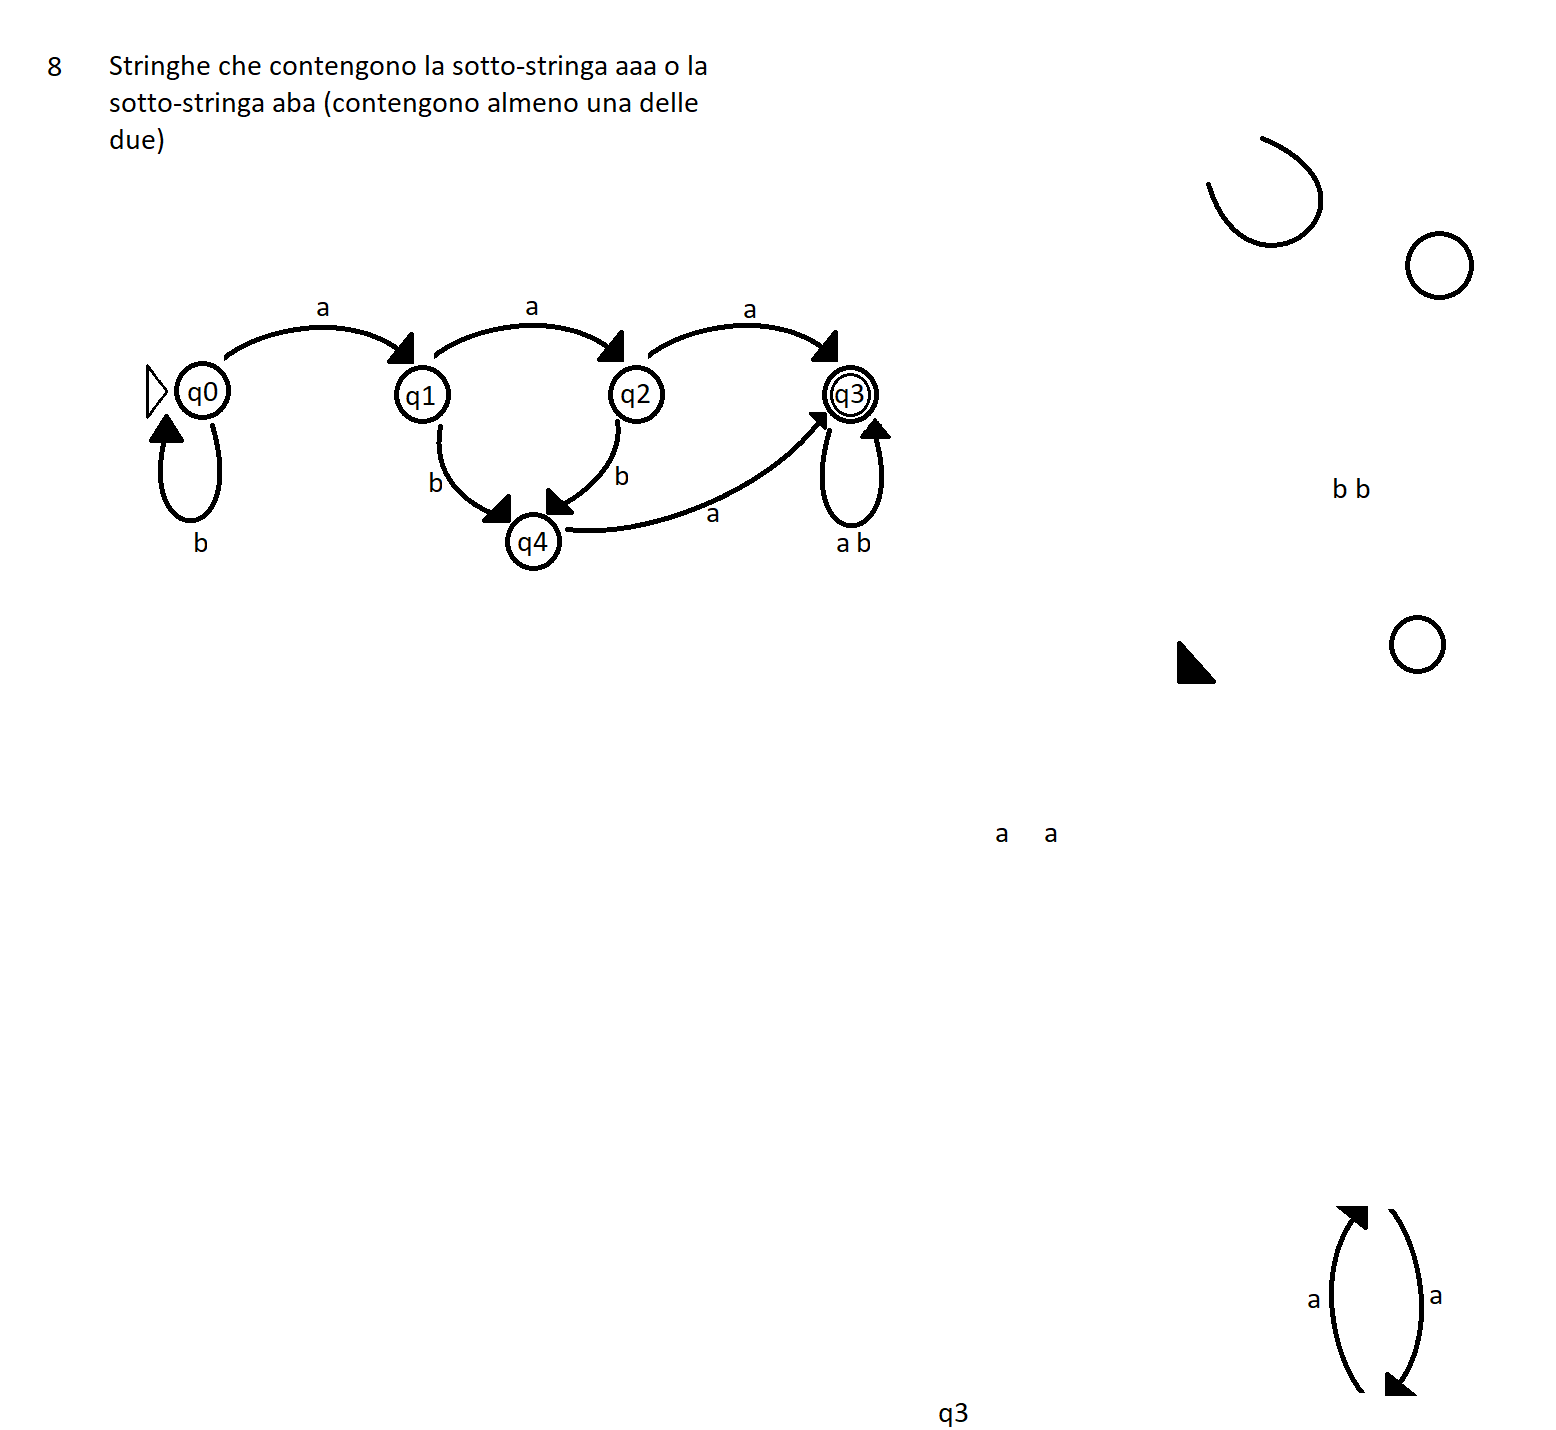 8 Stringhe che contengono la sotto-stringa aaa o la
sotto-stringa aba (contengono almeno una delle
due)
a a a
q0 q1 q2 q3
b b
b b
a
q4
b a b
a a
a a
q3